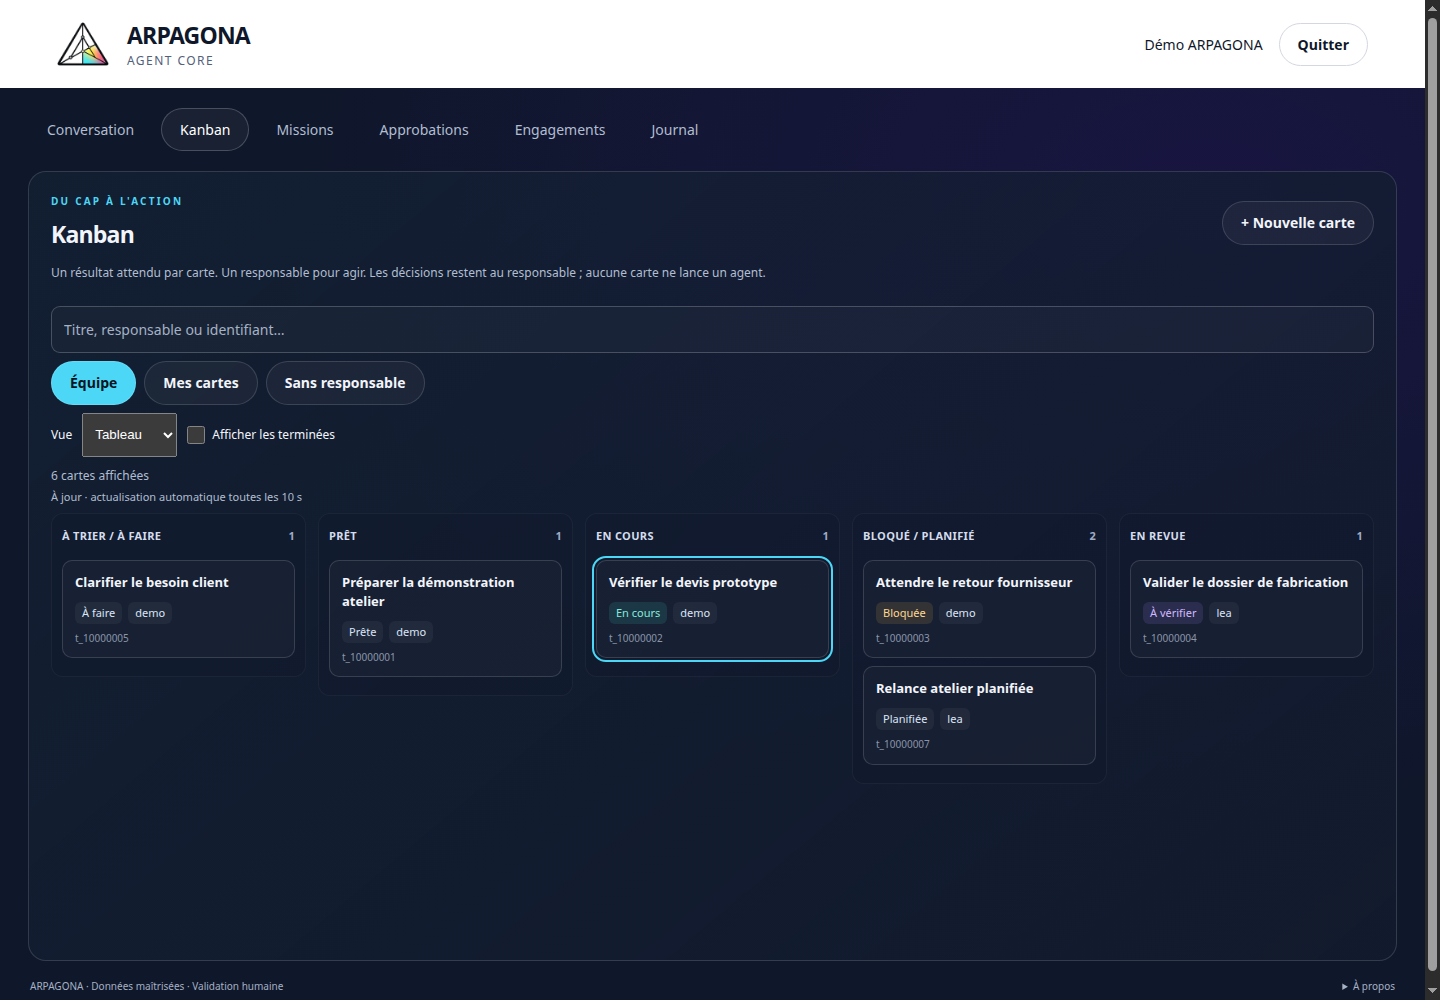 ARPAGONA
AGENT CORE
Démo ARPAGONA
Quitter
Conversation
Kanban
Missions
Approbations
Engagements
Journal
DU CAP À L'ACTION
Kanban
+ Nouvelle carte
Un résultat attendu par carte. Un responsable pour agir. Les décisions restent au responsable ; aucune carte ne lance un agent.
Titre, responsable ou identifiant...
Équipe
Mes cartes
Sans responsable
Vue
Tableau
Afficher les terminées
6 cartes affichées
À jour · actualisation automatique toutes les 10 s
À TRIER / À FAIRE 1
Clarifier le besoin client
À faire demo
t_10000005
PRÊT 1
Préparer la démonstration
atelier
Prête demo
t_10000001
EN COURS 1
Vérifier le devis prototype
En cours demo
t_10000002
BLOQUÉ / PLANIFIÉ 2
Attendre le retour fournisseur
Bloquée demo
t_10000003
Relance atelier planifiée
Planifiée lea
t_10000007
EN REVUE 1
Valider le dossier de fabrication
À vérifier lea
t_10000004
ARPAGONA · Données maîtrisées · Validation humaine
À propos